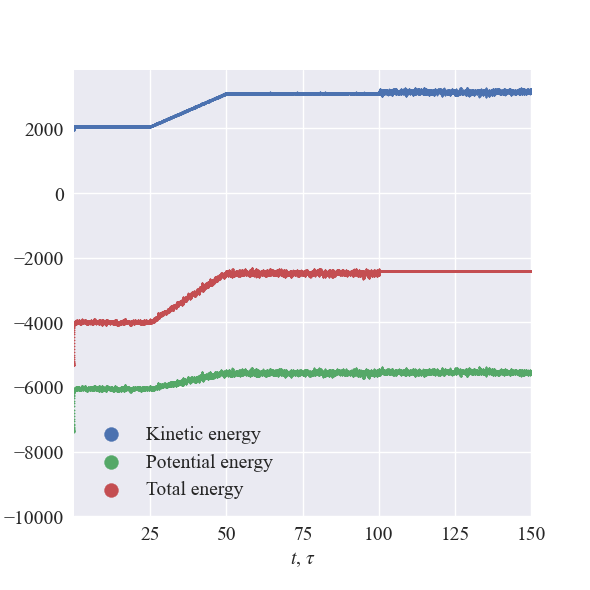 2000
0
−2000
−4000
−6000
−8000
−10000
Kinetic energy
Potential energy
Total energy
25 50 75 100 125 150
t, τ